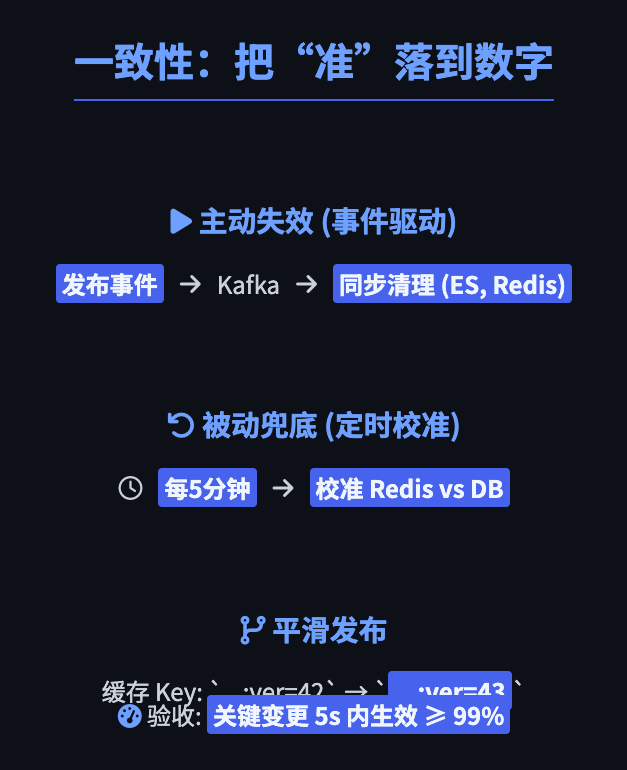 一致性：把“准”落到数字
主动失效 (事件驱动)
发布事件 → Kafka → 同步清理 (ES, Redis)
被动兜底 (定时校准)
每5分钟 → 校准 Redis vs DB
平滑发布
缓存 Key: `...:ver=42` → `...:ver=43`
验收: 关键变更 5s 内生效 ≥ 99%